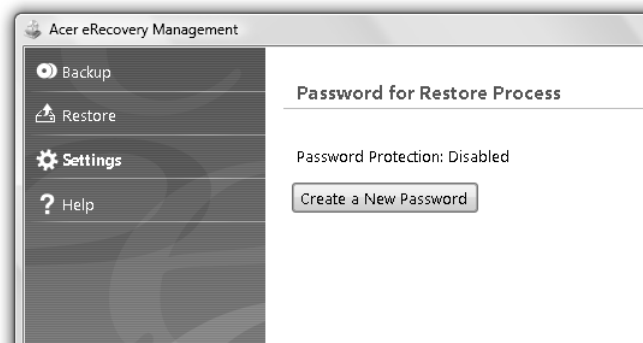 Acer eRecovery Management
Backup
Restore
Settings
? Help
Password for Restore Process
Password Protection: Disabled
Create a New Password